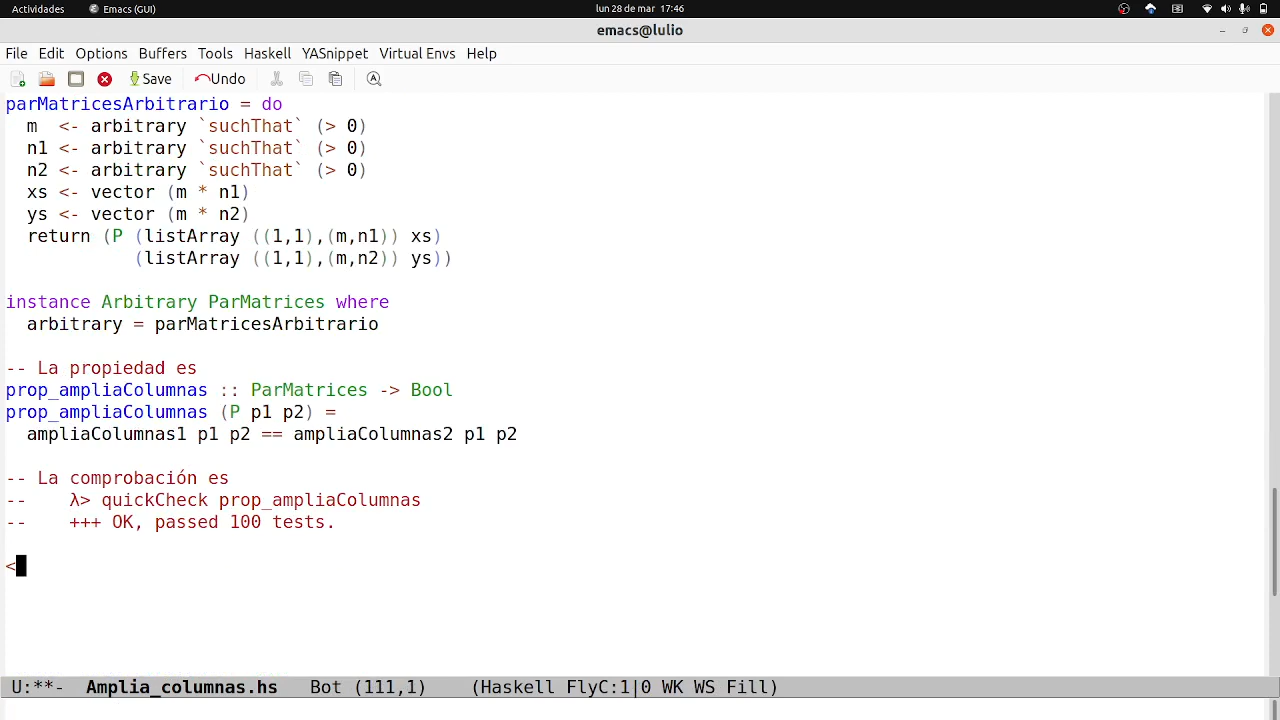 Actividades Emacs (GUI) lun 28 de mar 17:46
emacs@lulio
File Edit Options Buffers Tools Haskell YASnippet Virtual Envs Help
Save Undo
parMatricesArbitrario = do
  m  <- arbitrary `suchThat` (> 0)
  n1 <- arbitrary `suchThat` (> 0)
  n2 <- arbitrary `suchThat` (> 0)
  xs <- vector (m * n1)
  ys <- vector (m * n2)
  return (P (listArray ((1,1),(m,n1)) xs)
            (listArray ((1,1),(m,n2)) ys))
instance Arbitrary ParMatrices where
  arbitrary = parMatricesArbitrario
-- La propiedad es
prop_ampliaColumnas :: ParMatrices -> Bool
prop_ampliaColumnas (P p1 p2) =
  ampliaColumnas1 p1 p2 == ampliaColumnas2 p1 p2
-- La comprobación es
--    λ> quickCheck prop_ampliaColumnas
--    +++ OK, passed 100 tests.
<
U:**-  Amplia_columnas.hs   Bot (111,1)    (Haskell FlyC:1|0 WK WS Fill)